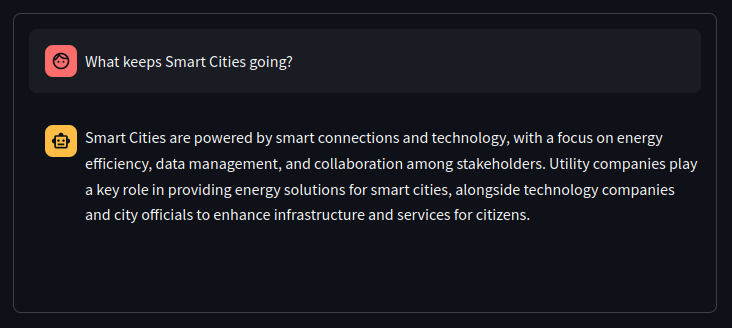 What keeps Smart Cities going?
Smart Cities are powered by smart connections and technology, with a focus on energy
efficiency, data management, and collaboration among stakeholders. Utility companies play
a key role in providing energy solutions for smart cities, alongside technology companies
and city officials to enhance infrastructure and services for citizens.